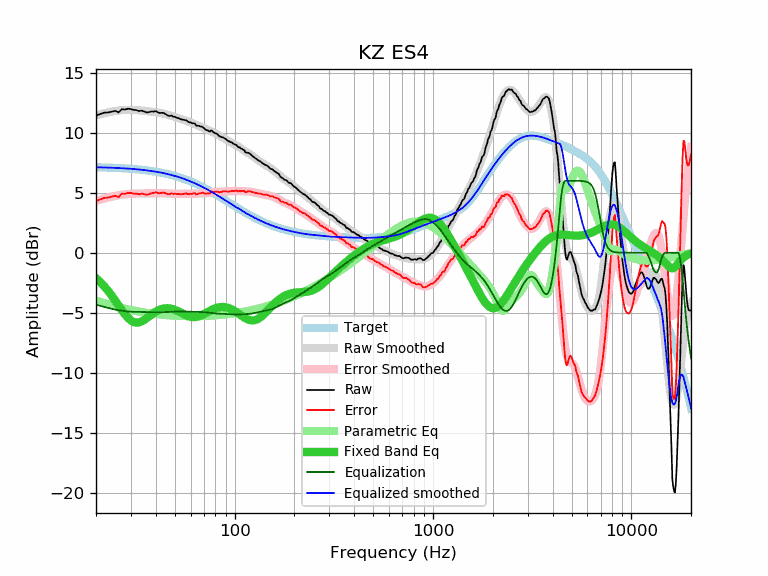 KZ ES4
15
10
5
0
−5
−10
−15
−20
Amplitude (dBr)
Target
Raw Smoothed
Error Smoothed
Raw
Error
Parametric Eq
Fixed Band Eq
Equalization
Equalized smoothed
100
1000
10000
Frequency (Hz)